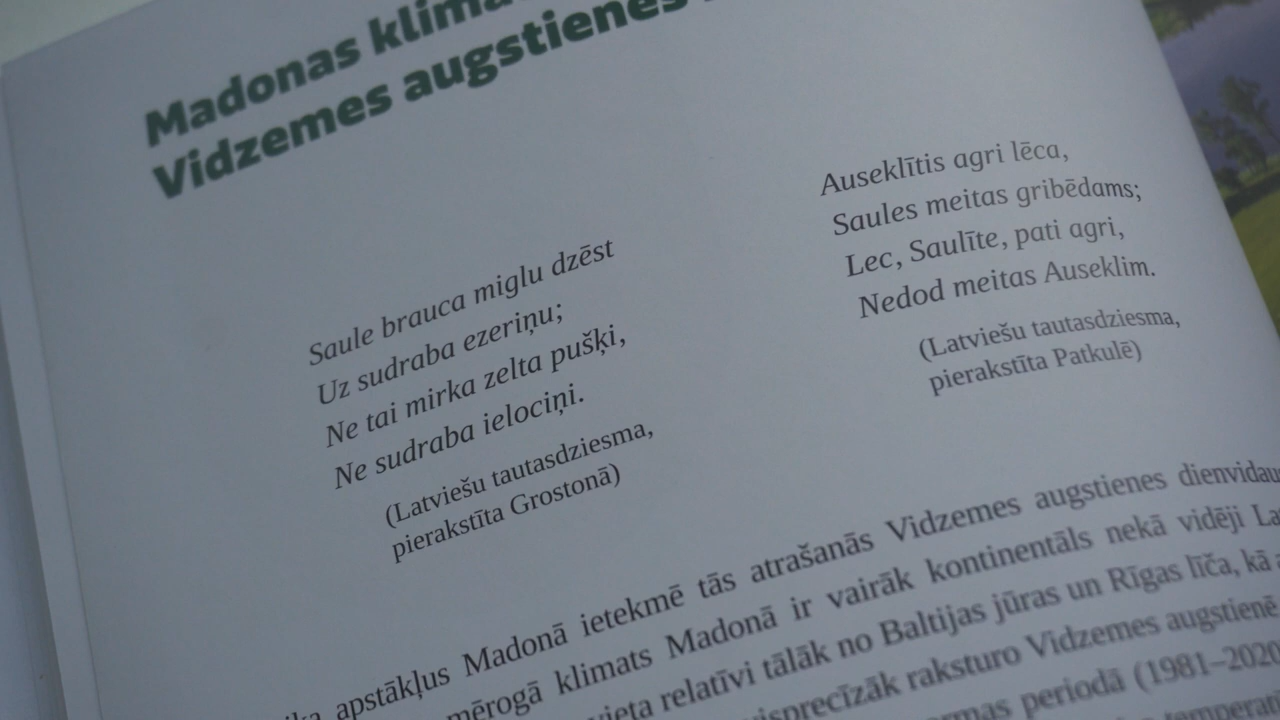 Madonas
Vidzemes augstienes
Saule brauca miglu dzēst
Uz sudraba ezeriņu;
Ne tai mirka zelta pušķi,
Ne sudraba ielociņi.
(Latviešu tautasdziesma,
pierakstīta Grostonā)
Auseklītis agri lēca,
Saules meitas gribēdams;
Lec, Saulīte, pati agri,
Nedod meitas Auseklim.
(Latviešu tautasdziesma,
pierakstīta Patkulē)
apstākļus Madonā ietekmē tās atrašanās Vidzemes augstienes
mērogā klimats Madonā ir vairāk kontinentāls nekā vidēji
vieta relatīvi tālāk no Baltijas jūras un Rīgas līča, kā
visprecīzāk raksturo Vidzemes augstienē
periodā (1981–2020